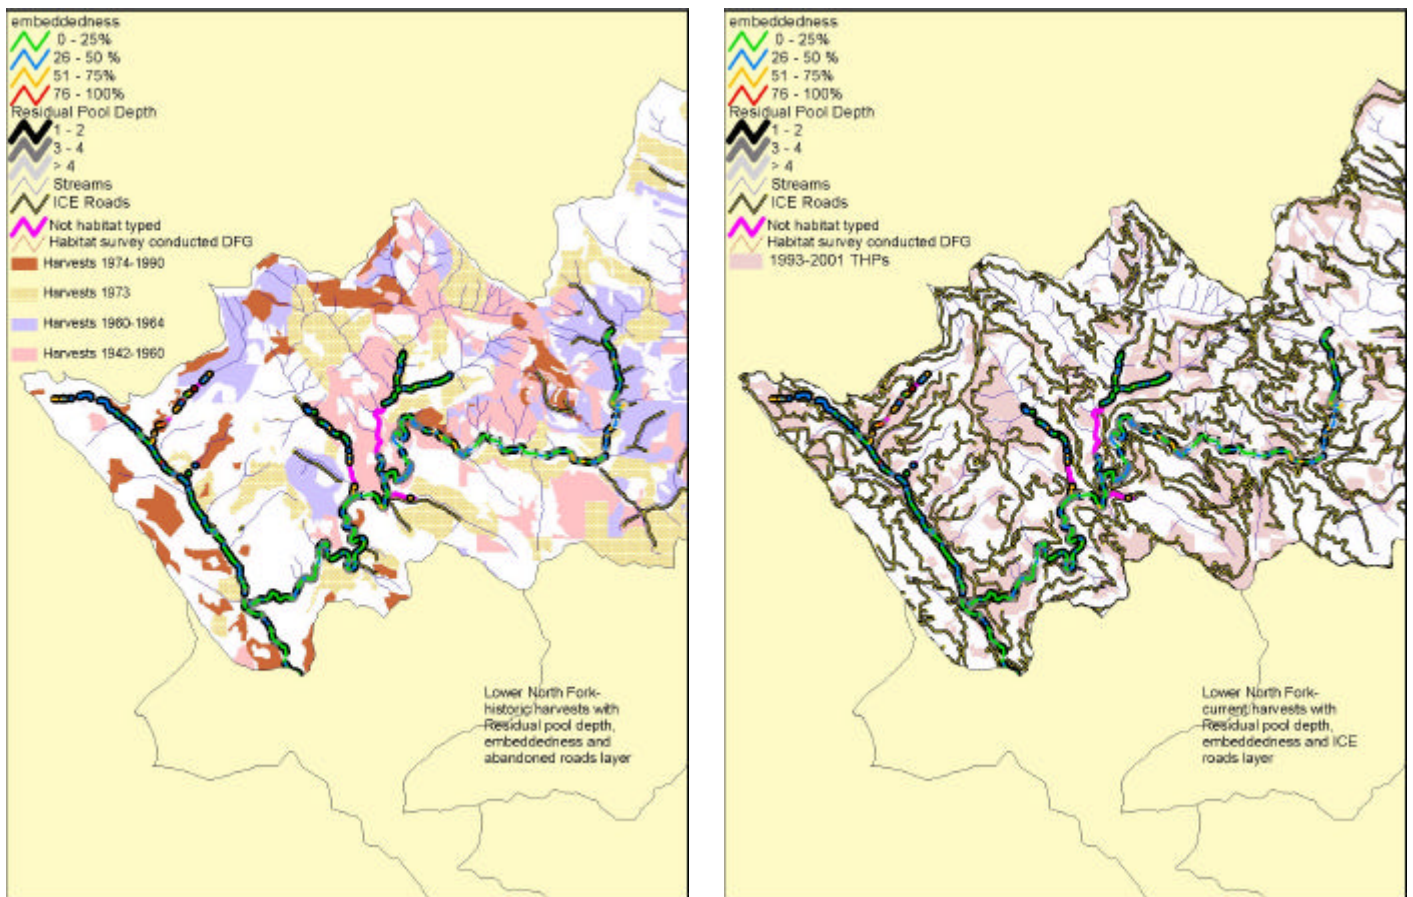 embeddedness
0 - 25%
26 - 50 %
51 - 75%
76 - 100%
Residual Pool Depth
1 - 2
3 - 4
> 4
Streams
ICE Roads
Not habitat typed
Habitat survey conducted DFG
Harvests 1974-1990
Harvests 1973
Harvests 1960-1964
Harvests 1942-1960
Lower North Fork-
historic harvests with
Residual pool depth,
embeddedness and
abandoned roads layer
embeddedness
0 - 25%
26 - 50 %
51 - 75%
76 - 100%
Residual Pool Depth
1 - 2
3 - 4
> 4
Streams
ICE Roads
Not habitat typed
Habitat survey conducted DFG
1993-2001 THPs
Lower North Fork-
current harvests with
Residual pool depth,
embeddedness and ICE
roads layer